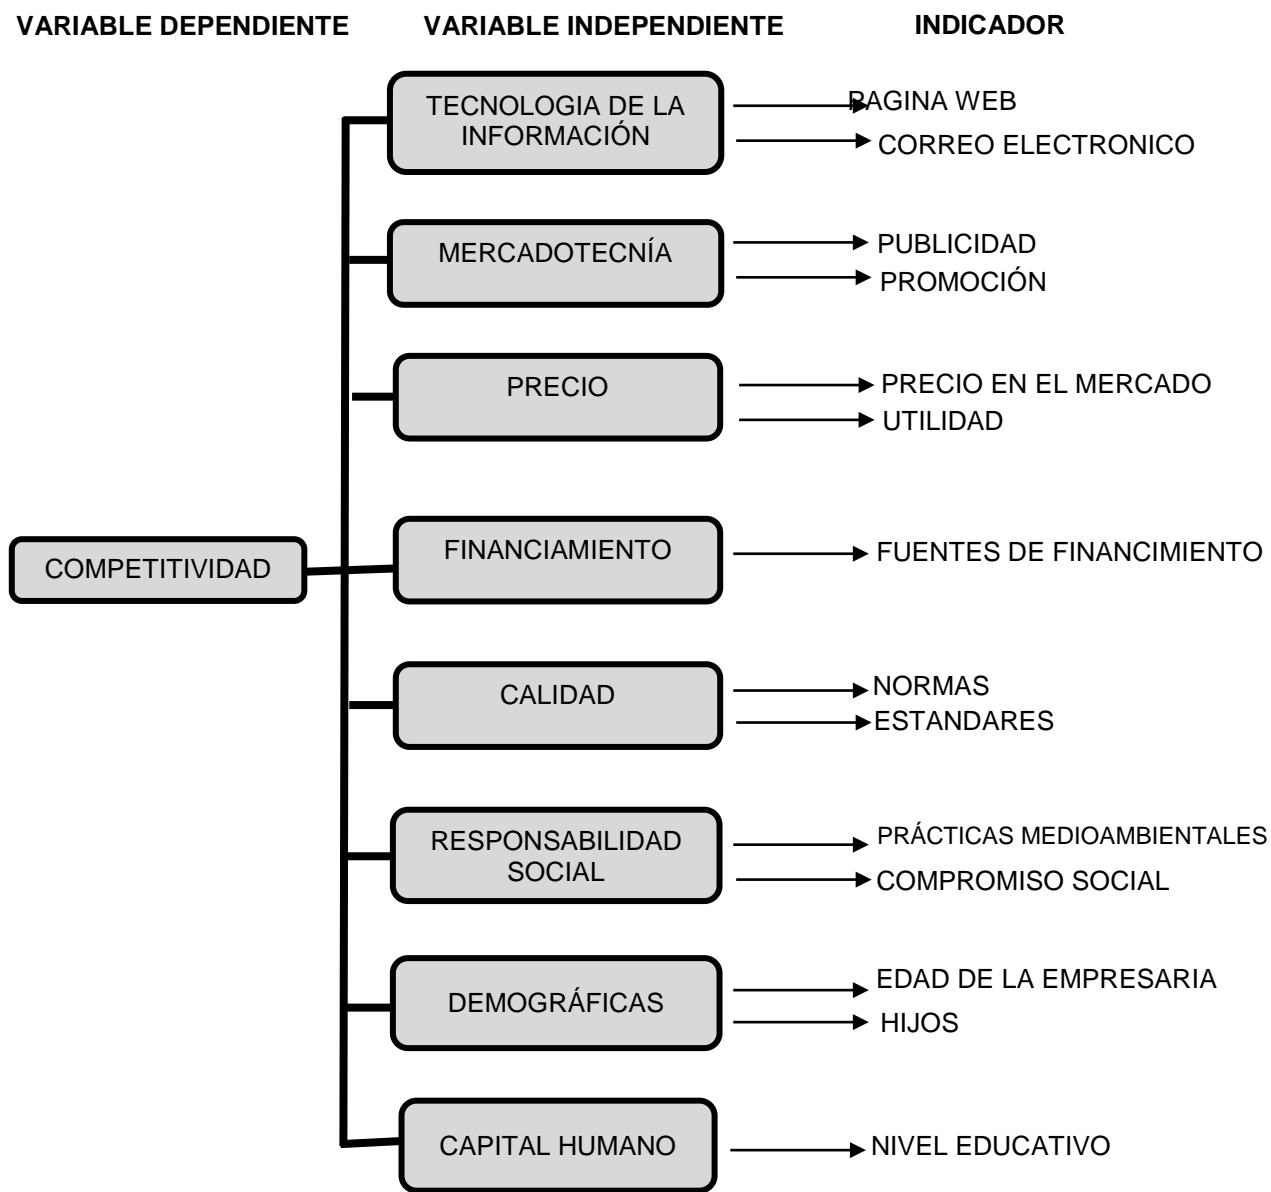 VARIABLE DEPENDIENTE
VARIABLE INDEPENDIENTE
INDICADOR
TECNOLOGIA DE LA
INFORMACIÓN
PAGINA WEB
CORREO ELECTRONICO
MERCADOTECNÍA
PUBLICIDAD
PROMOCIÓN
PRECIO
PRECIO EN EL MERCADO
UTILIDAD
COMPETITIVIDAD
FINANCIAMIENTO
FUENTES DE FINANCIMIENTO
CALIDAD
NORMAS
ESTANDARES
RESPONSABILIDAD
SOCIAL
PRÁCTICAS MEDIOAMBIENTALES
COMPROMISO SOCIAL
DEMOGRÁFICAS
EDAD DE LA EMPRESARIA
HIJOS
CAPITAL HUMANO
NIVEL EDUCATIVO